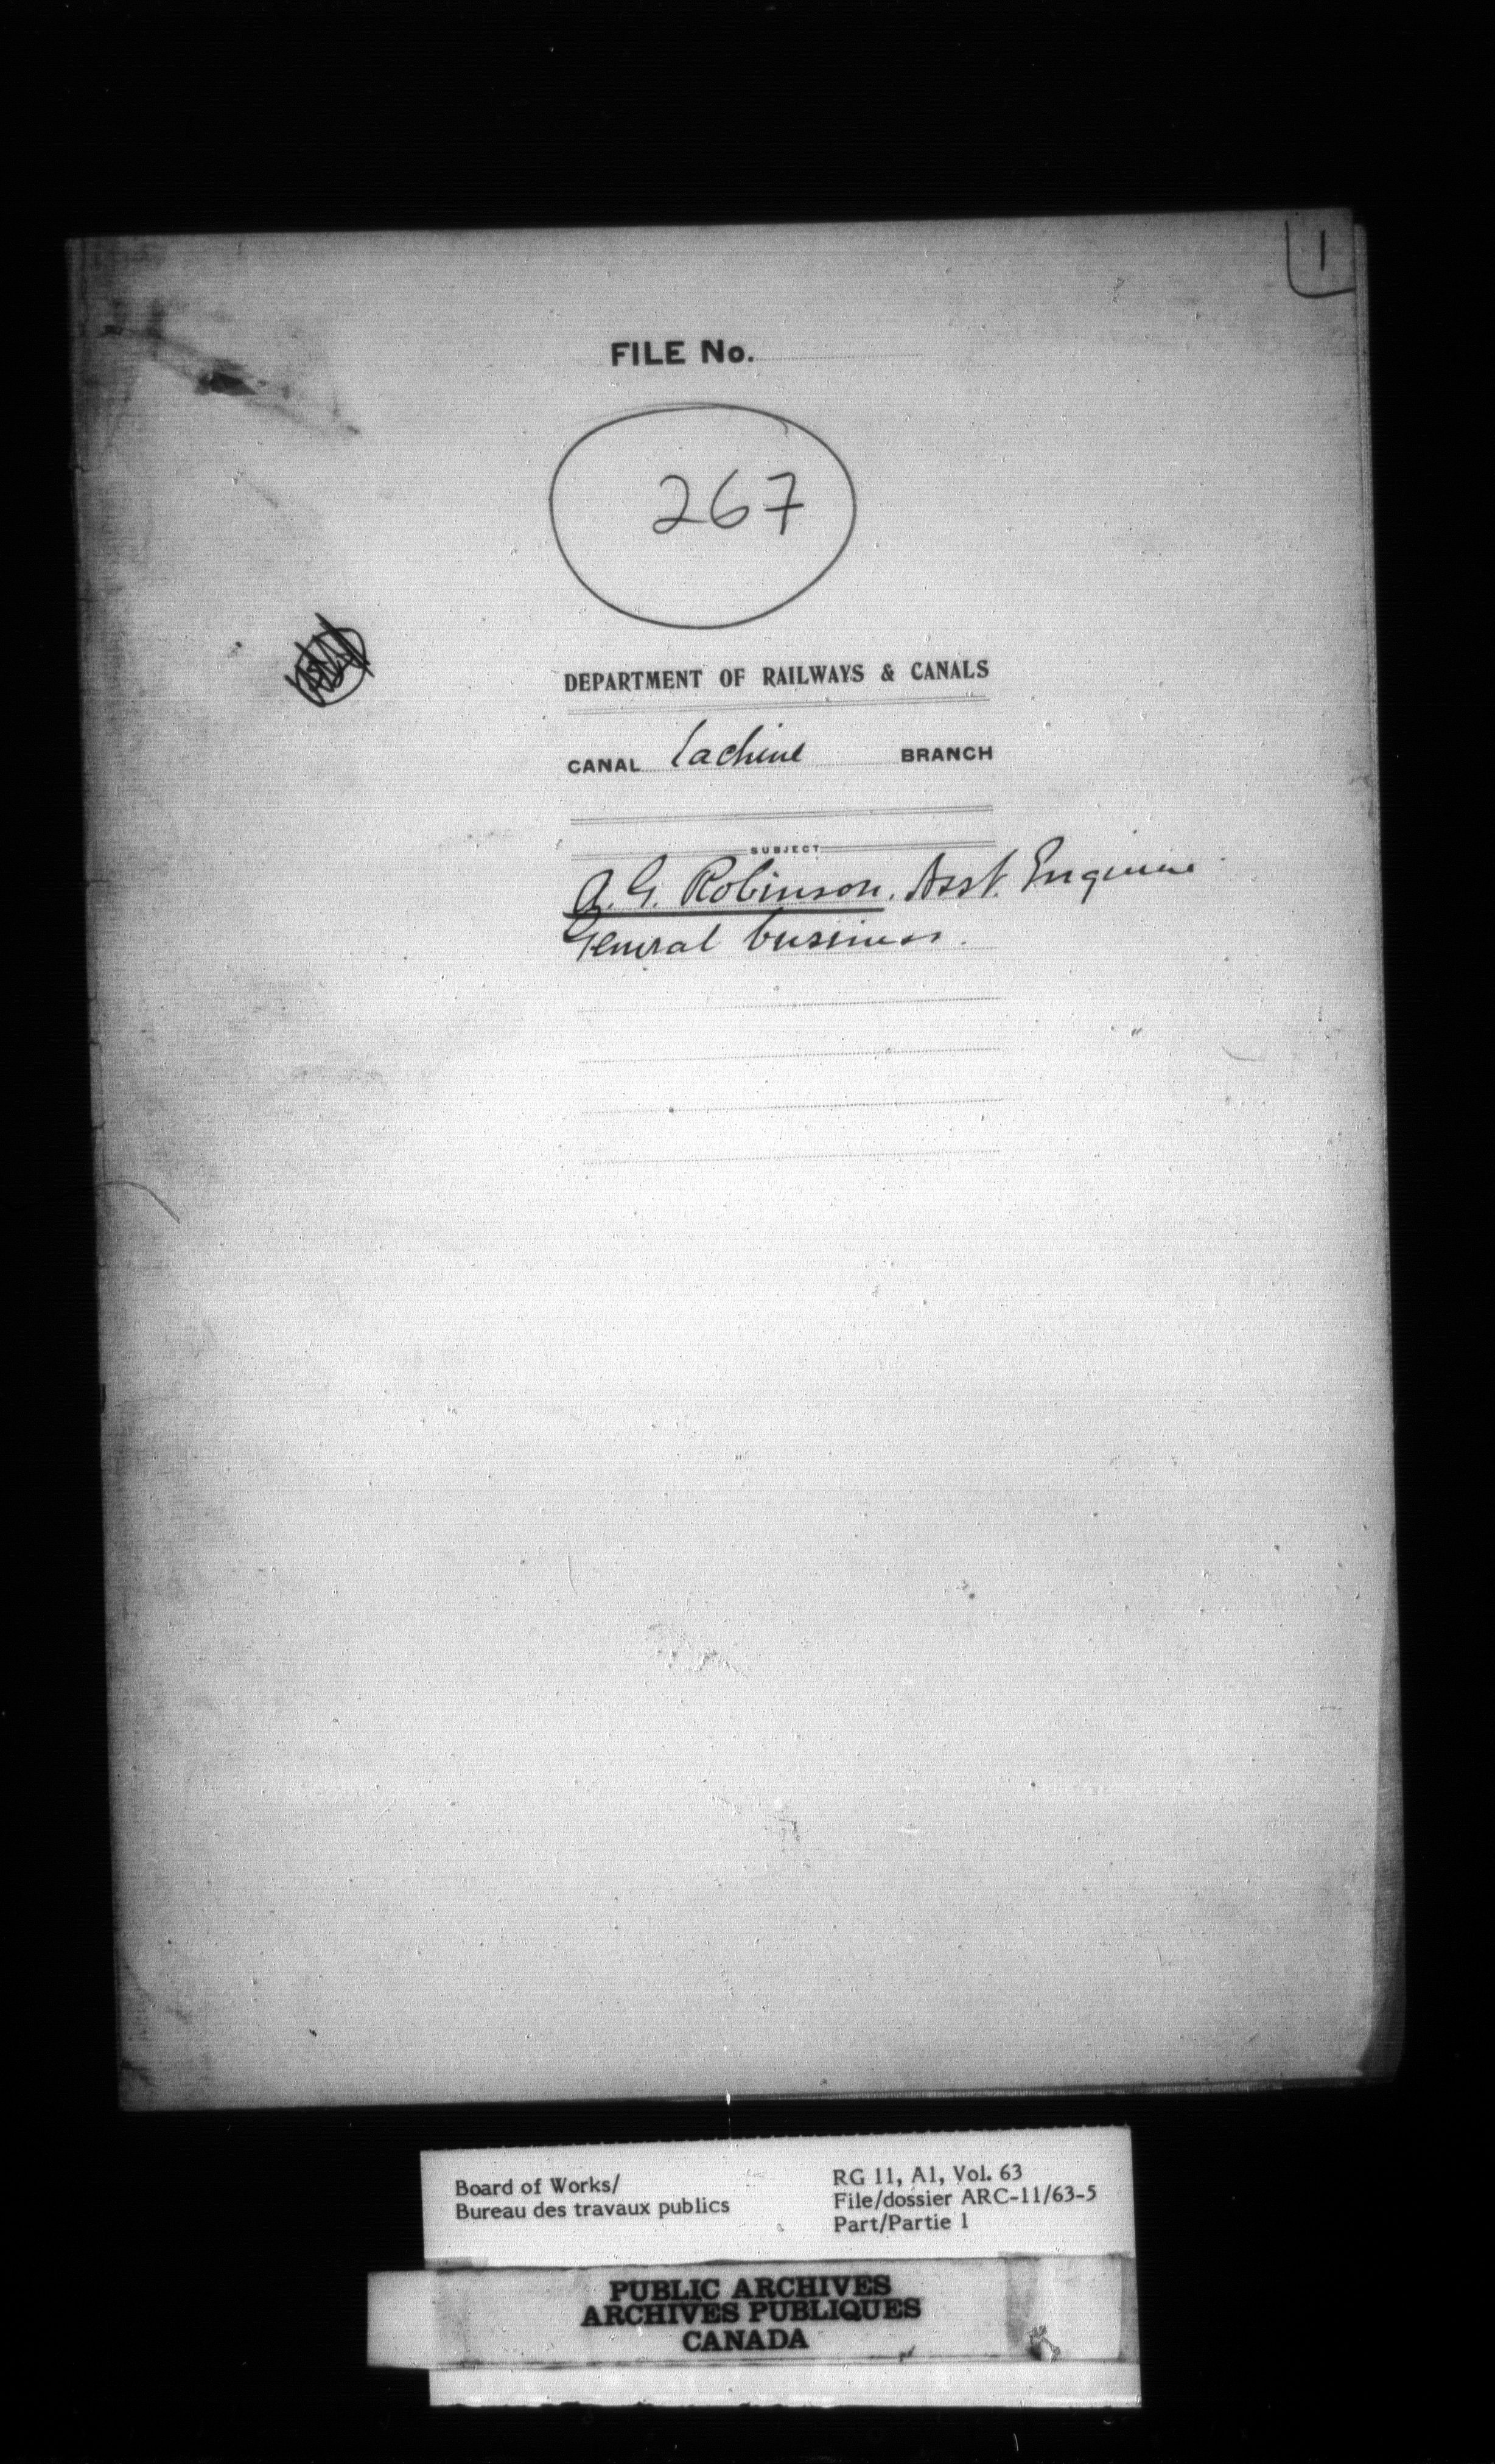 1
FILE No.
267
DEPARTMENT OF RAILWAYS & CANALS
CANAL Lachine BRANCH
SUBJECT
A. G. Robinson. Asst. Engineer
General business.
Board of Works/
Bureau des travaux publics
RG 11, A1, Vol. 63
File/dossier ARC-11/63-5
Part/Partie 1
PUBLIC ARCHIVES
ARCHIVES PUBLIQUES
CANADA